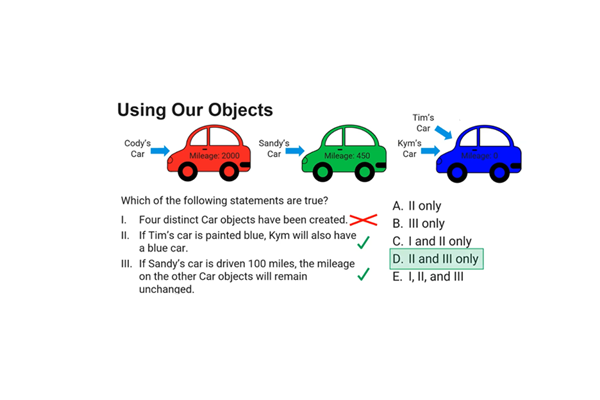 Using Our Objects
Tim's
Car
Cody's
Car
Mileage: 2000
Sandy's
Car
Mileage: 450
Kym's
Car
Mileage:
Which of the following statements are true?
I. Four distinct Car objects have been created.
II. If Tim's car is painted blue, Kym will also have
a blue car.
III. If Sandy's car is driven 100 miles, the mileage
on the other Car objects will remain
unchanged.
A. II only
B. III only
C. I and II only
D. II and III only
E. I, II, and III